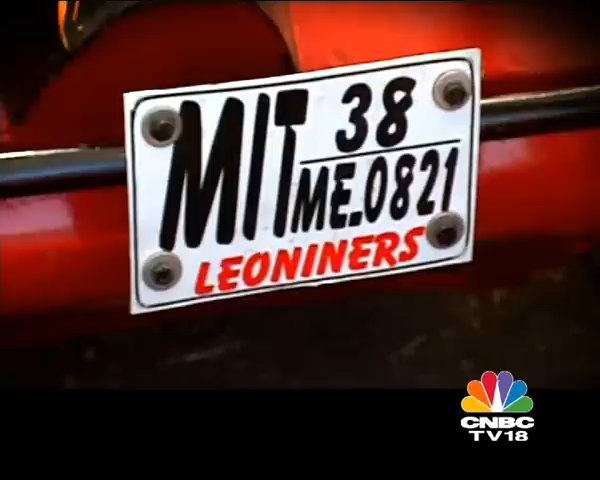 MIT 38
ME.0821
LEONINERS
CNBC
TV18